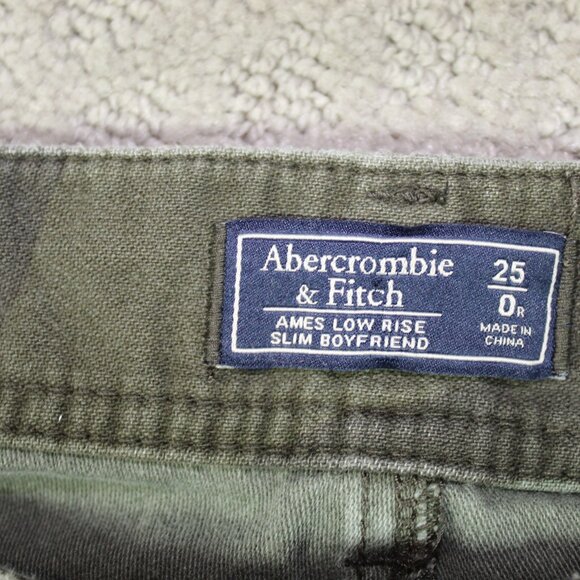 Abercrombie
& Fitch
AMES LOW RISE
SLIM BOYFRIEND
25
0R
MADE IN
CHINA